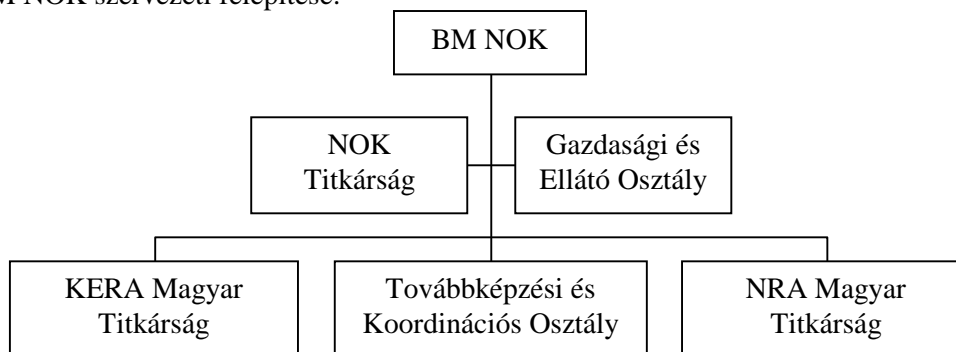 NOK szervezeti felépítése:
BM NOK
NOK
Titkárság
Gazdasági és
Ellátó Osztály
KERA Magyar
Titkárság
Továbbképzési és
Koordinációs Osztály
NRA Magyar
Titkárság